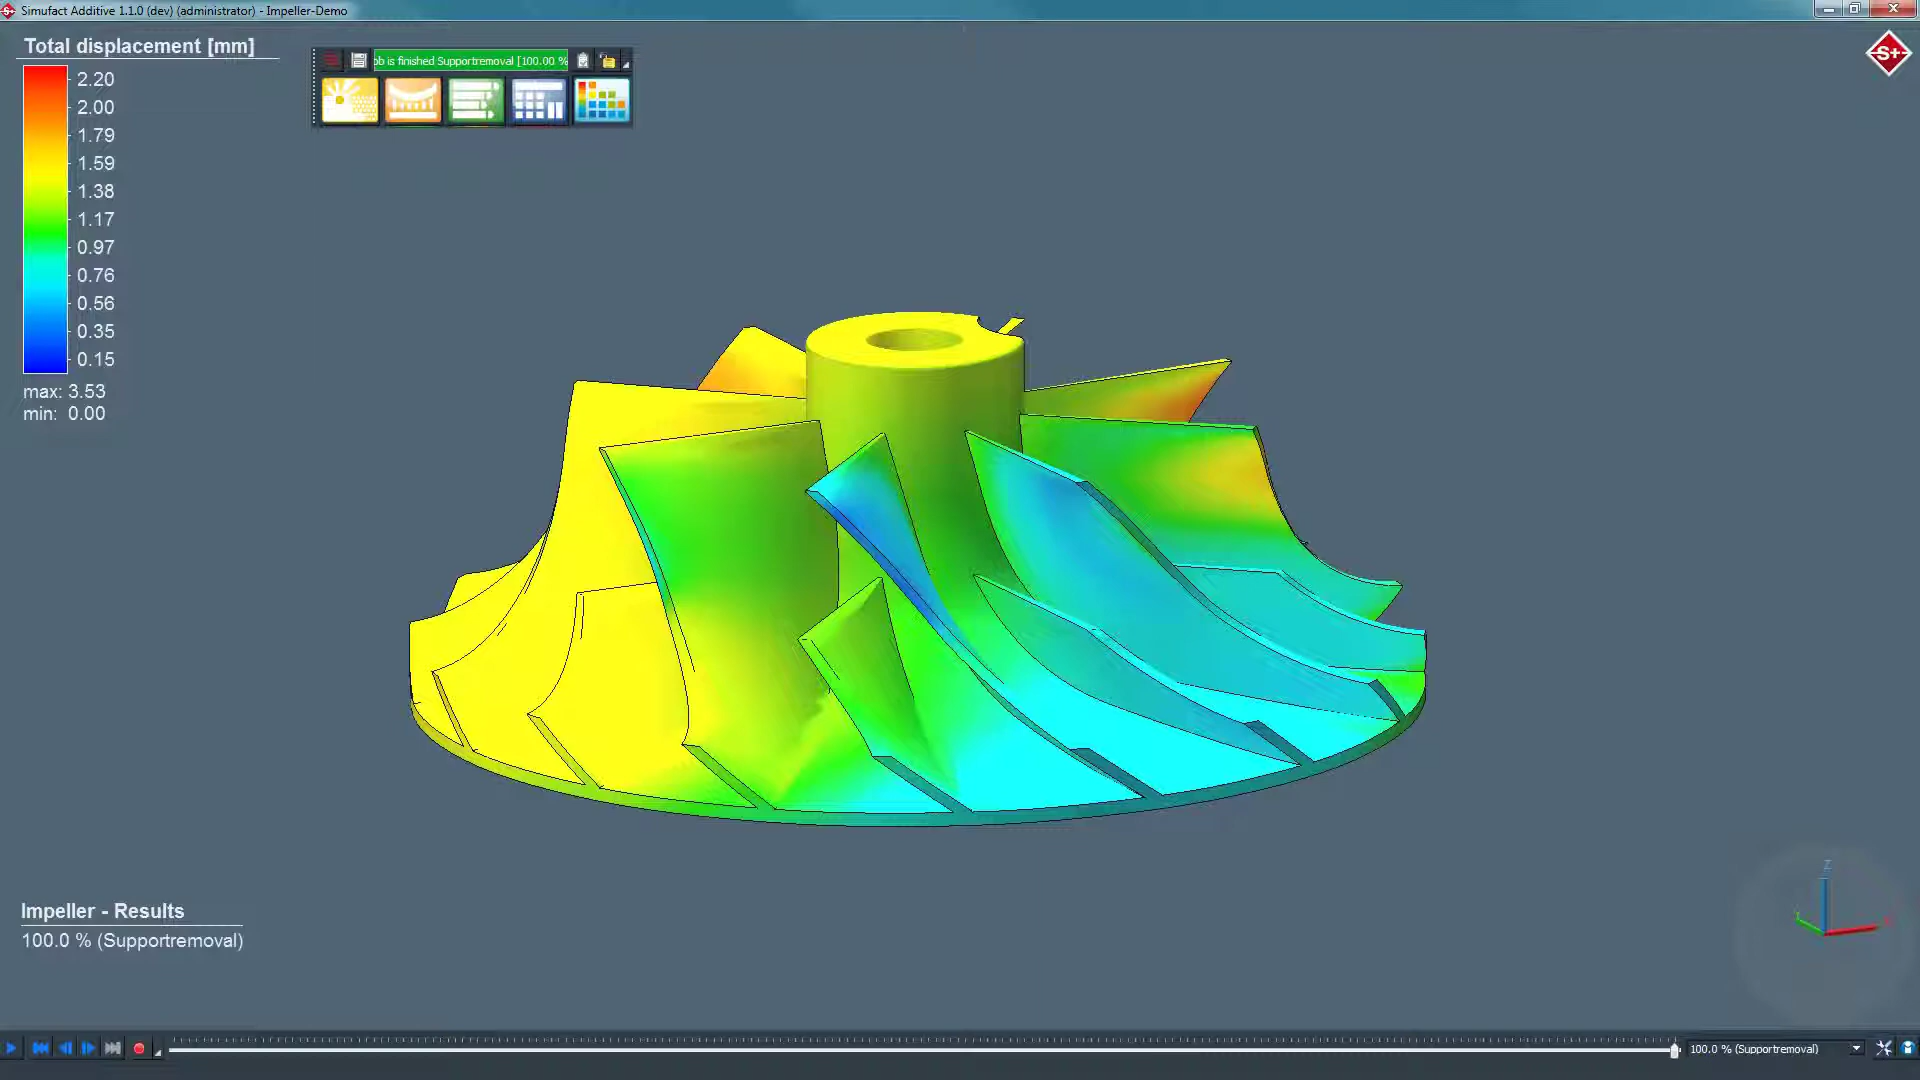 Simufact Additive 1.1.0 (dev) (administrator) - Impeller-Demo
Total displacement [mm]
2.20
2.00
1.79
1.59
1.38
1.17
0.97
0.76
0.56
0.35
0.15
max: 3.53
min: 0.00
ob is finished Supportremoval [100.00 %
S+
Impeller - Results
100.0 % (Supportremoval)
Z
100.0 % (Supportremoval)